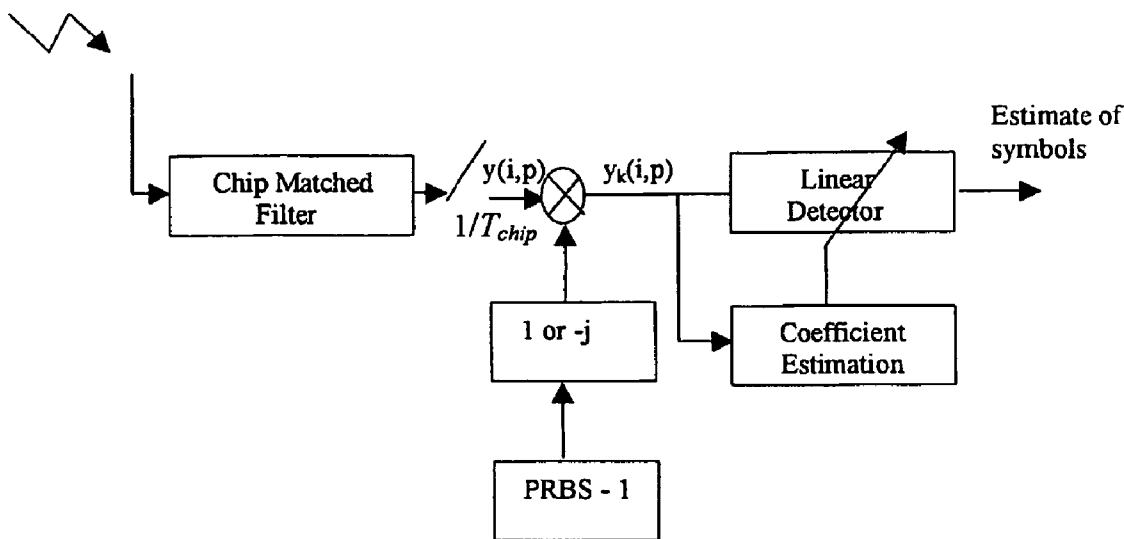 Estimate of
symbols
Chip Matched
Filter
y(i,p)
1/T_chip
y_k(i,p)
Linear
Detector
1 or -j
Coefficient
Estimation
PRBS - 1